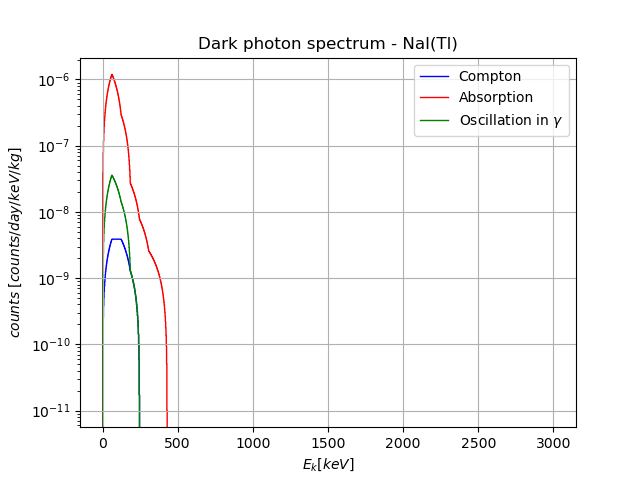 Dark photon spectrum - NaI(Tl)
Compton
Absorption
Oscillation in γ
counts [counts/day/keV/kg]
10⁻⁶
10⁻⁷
10⁻⁸
10⁻⁹
10⁻¹⁰
10⁻¹¹
0 500 1000 1500 2000 2500 3000
E_k[keV]